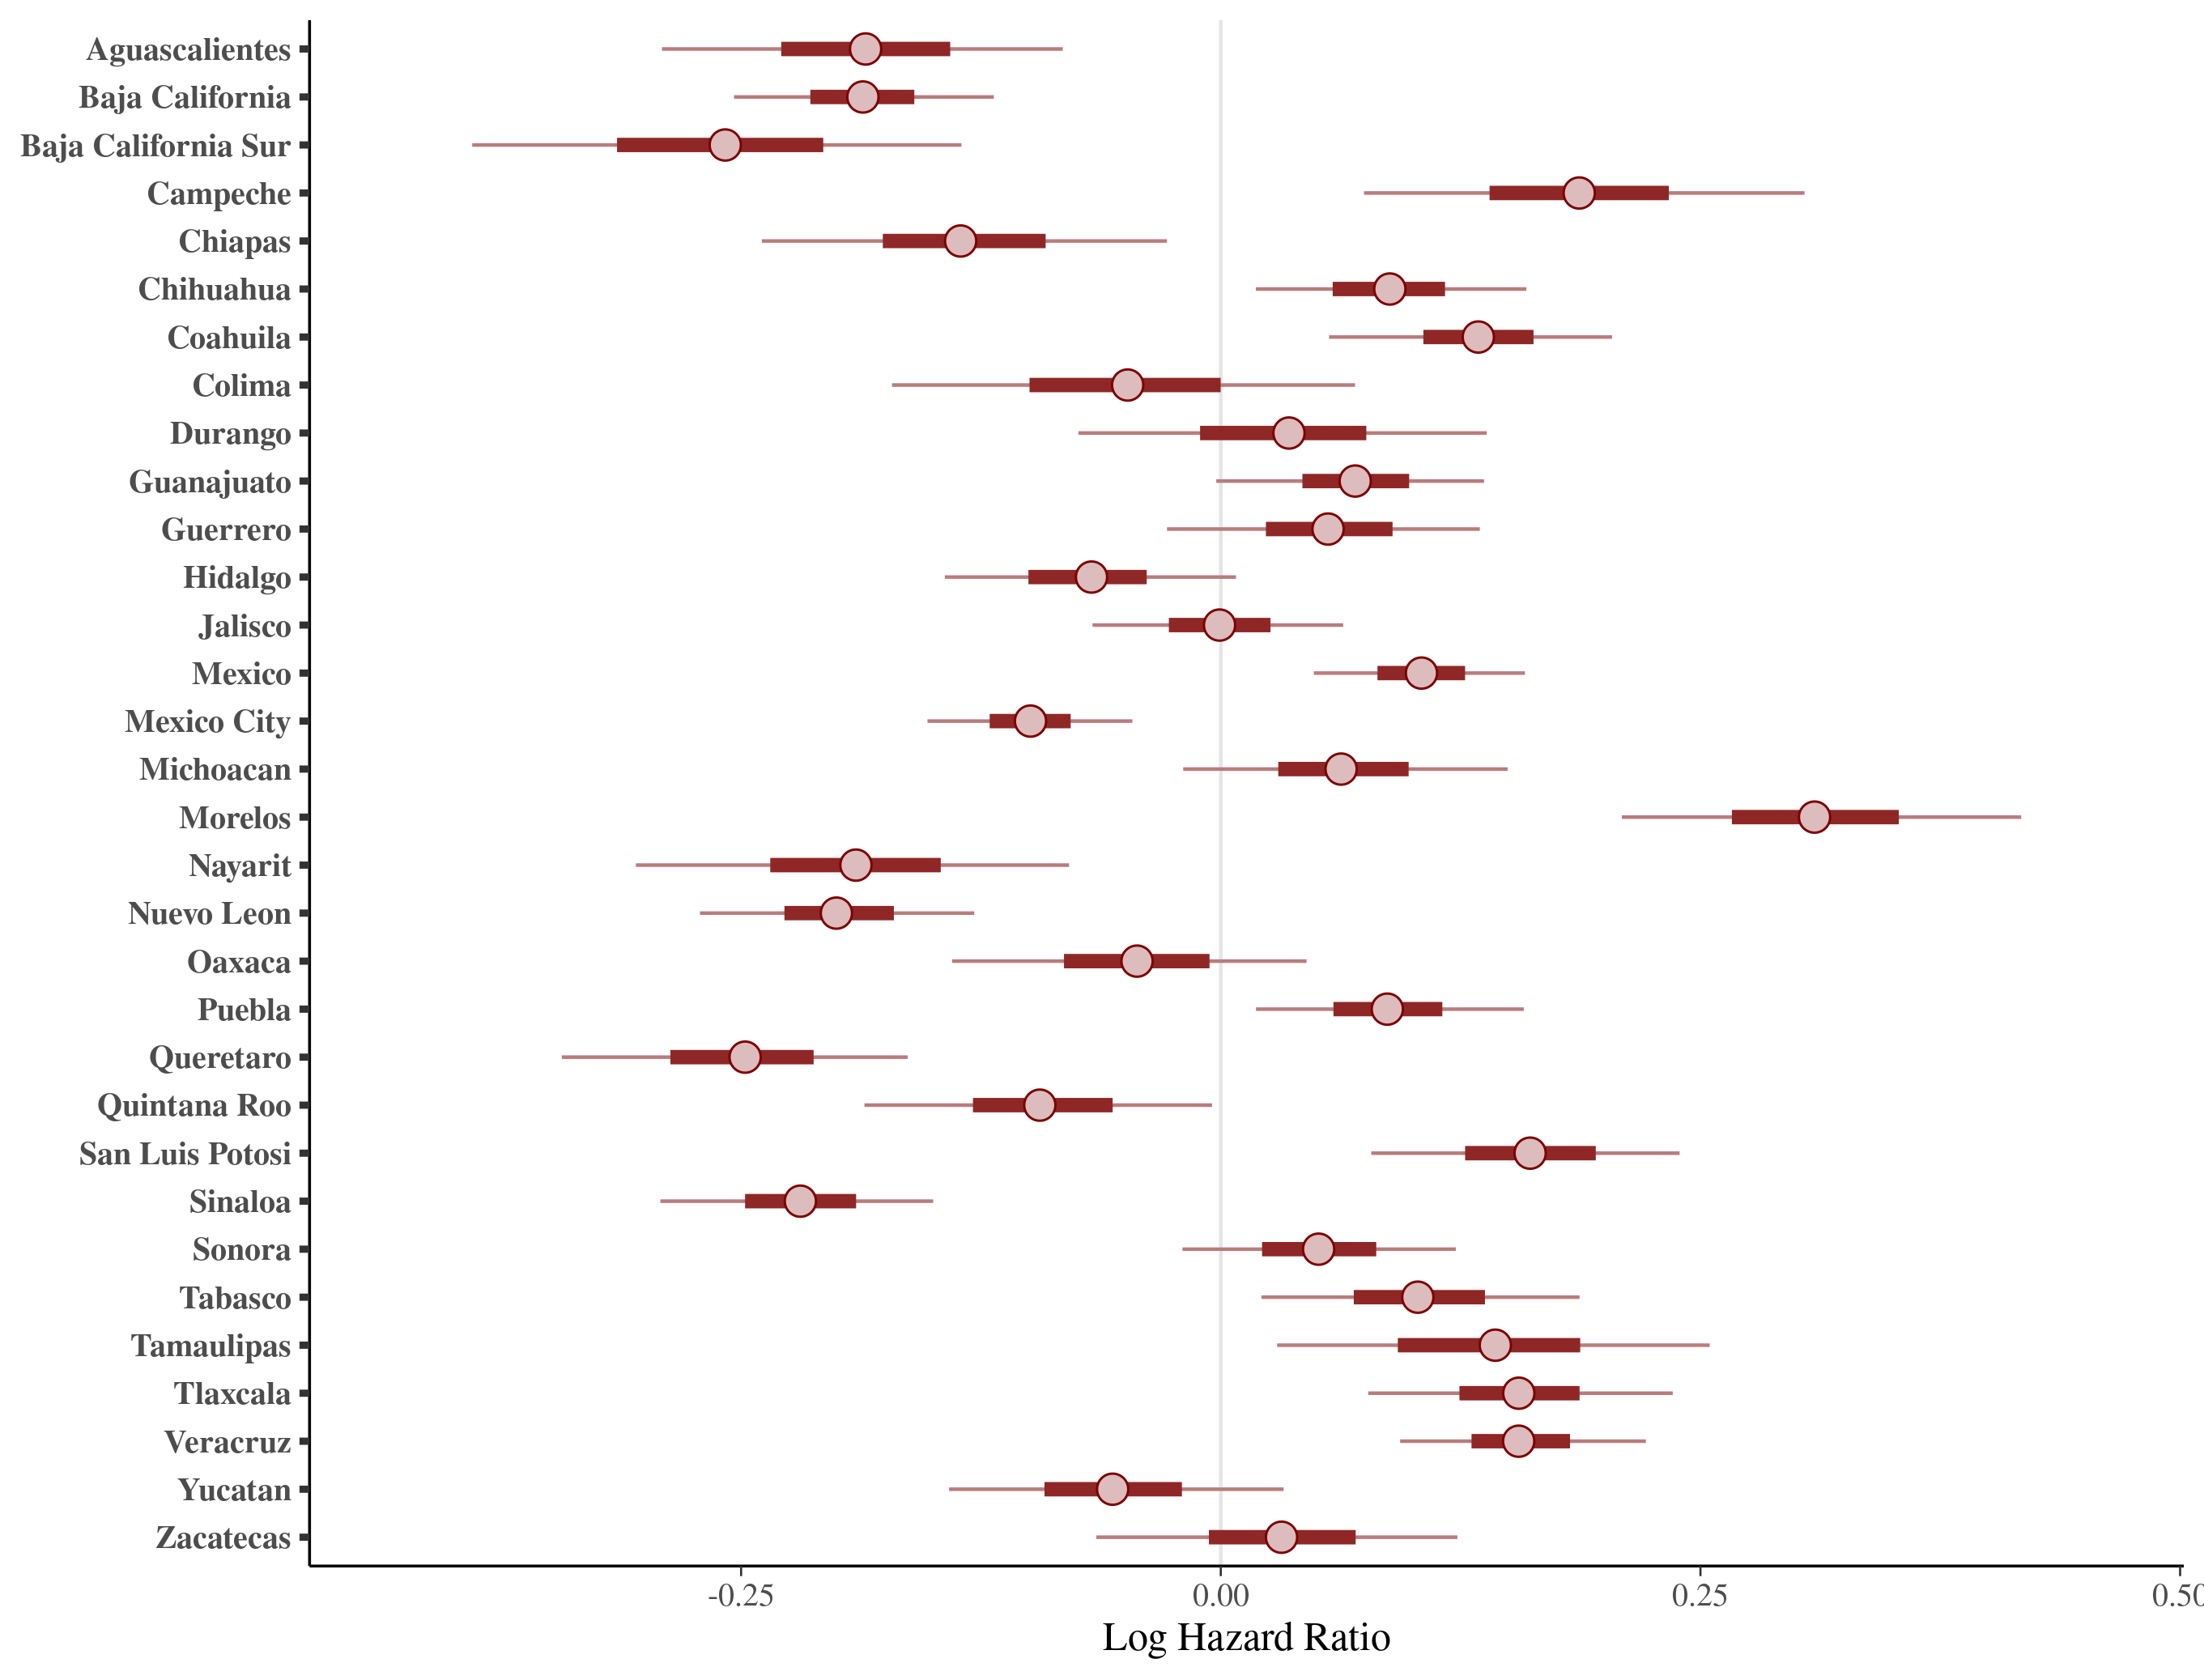 Aguascalientes
Baja California
Baja California Sur
Campeche
Chiapas
Chihuahua
Coahuila
Colima
Durango
Guanajuato
Guerrero
Hidalgo
Jalisco
Mexico
Mexico City
Michoacan
Morelos
Nayarit
Nuevo Leon
Oaxaca
Puebla
Queretaro
Quintana Roo
San Luis Potosi
Sinaloa
Sonora
Tabasco
Tamaulipas
Tlaxcala
Veracruz
Yucatan
Zacatecas
-0.25 0.00 0.25 0.50
Log Hazard Ratio